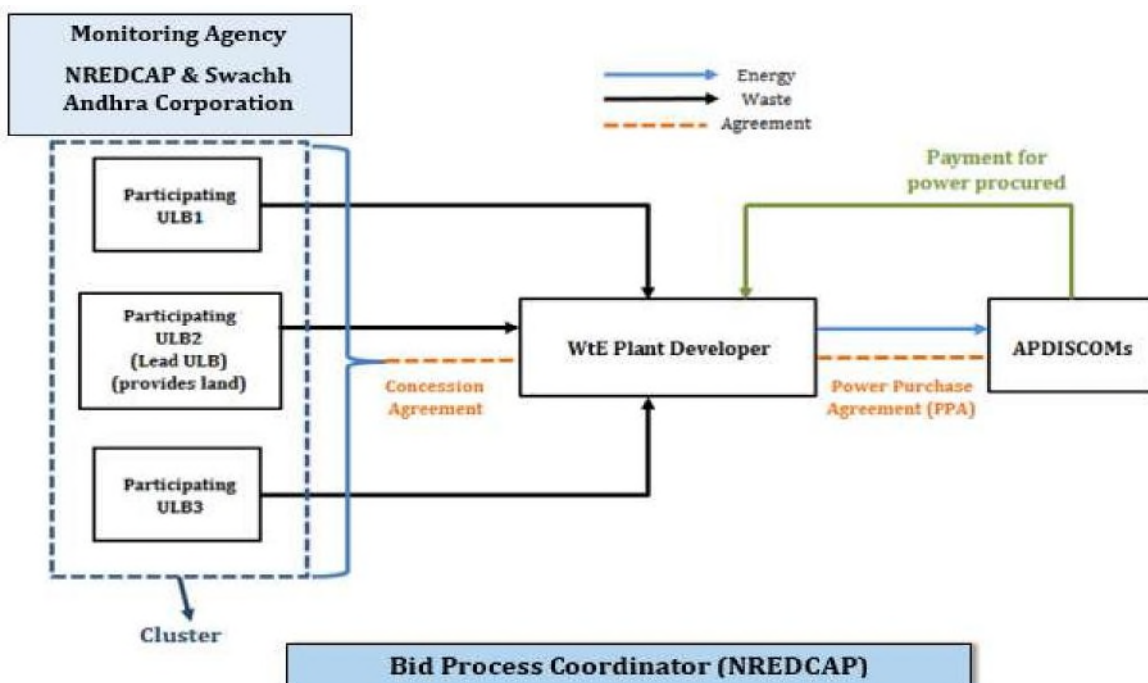 Monitoring Agency
NREDCAP & Swachh
Andhra Corporation
Energy
Waste
Agreement
Payment for
power procured
Participating
ULB1
Participating
ULB2
(Lead ULB)
(provides land)
Concession
Agreement
WtE Plant Developer
Power Purchase
Agreement (PPA)
APDISCOMs
Participating
ULB3
Cluster
Bid Process Coordinator (NREDCAP)